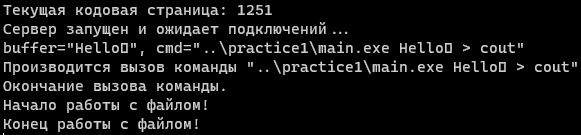 Текущая кодовая страница: 1251
Сервер запущен и ожидает подключений...
buffer="Hello▯", cmd="..\practice1\main.exe Hello▯ > cout"
Производится вызов команды "..\practice1\main.exe Hello▯ > cout"
Окончание вызова команды.
Начало работы с файлом!
Конец работы с файлом!